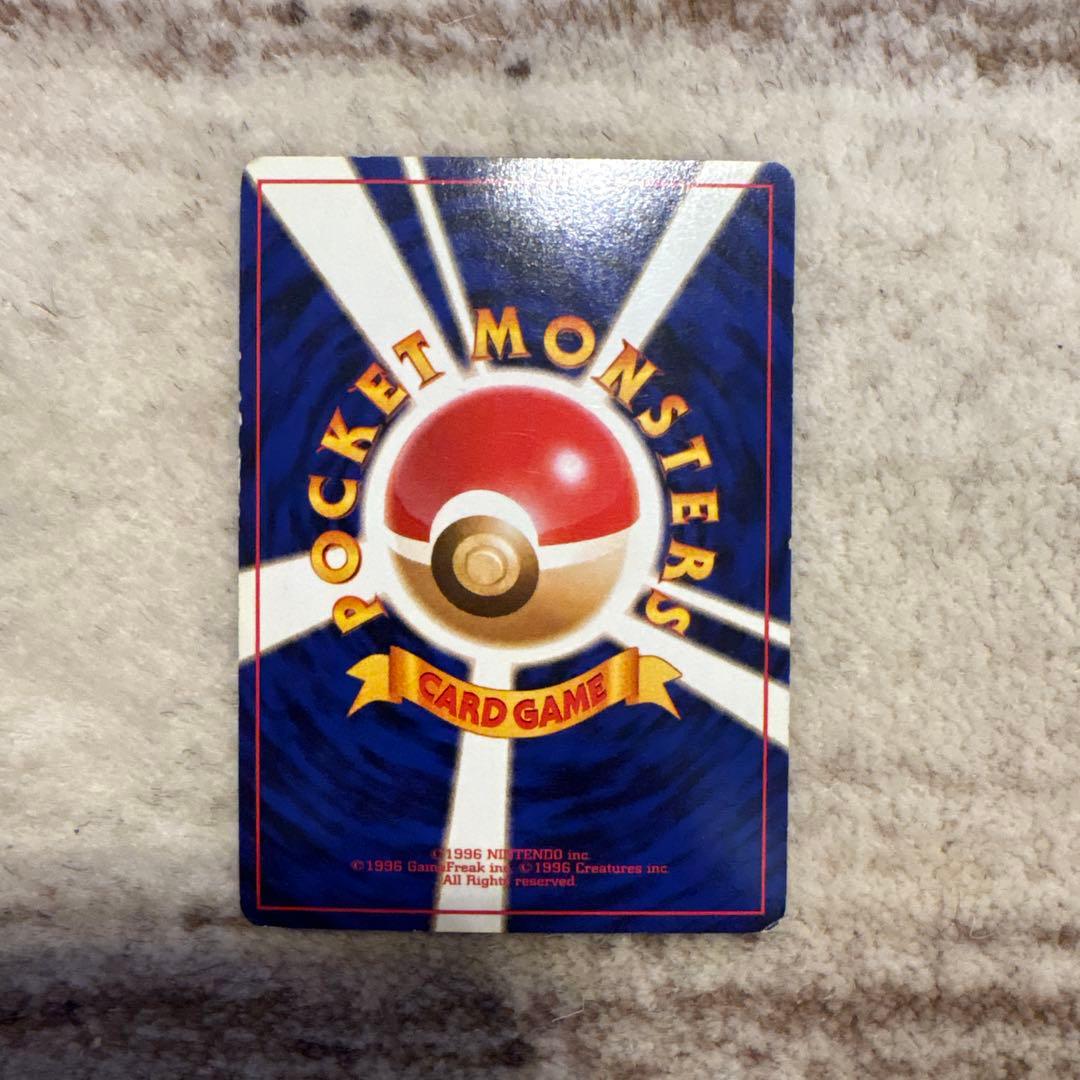 POCKET MONSTERS
CARD GAME
©1996 NINTENDO inc.
©1996 GameFreak inc. ©1996 Creatures inc.
All Rights reserved.